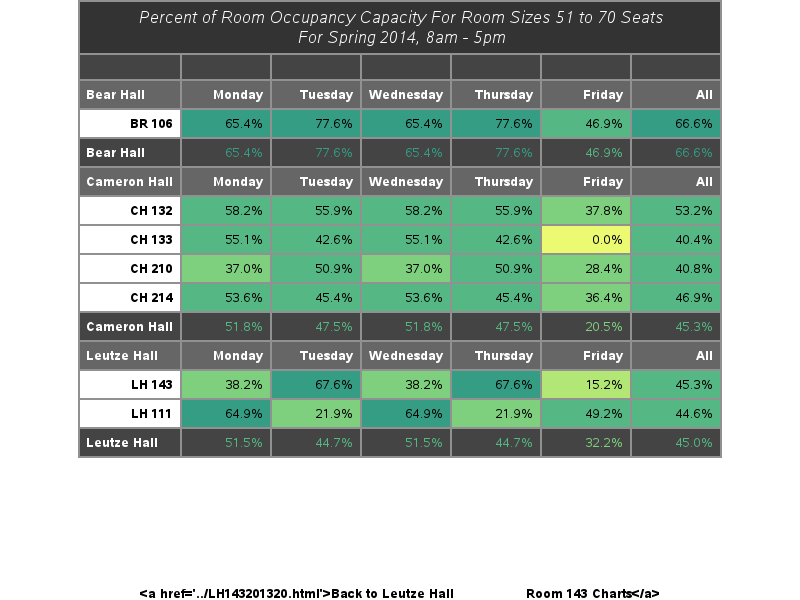 Percent of Room Occupancy Capacity For Room Sizes 51 to 70 Seats
For Spring 2014, 8am - 5pm
Bear Hall Monday Tuesday Wednesday Thursday Friday All
BR 106 65.4% 77.6% 65.4% 77.6% 46.9% 66.6%
Bear Hall 65.4% 77.6% 65.4% 77.6% 46.9% 66.6%
Cameron Hall Monday Tuesday Wednesday Thursday Friday All
CH 132 58.2% 55.9% 58.2% 55.9% 37.8% 53.2%
CH 133 55.1% 42.6% 55.1% 42.6% 0.0% 40.4%
CH 210 37.0% 50.9% 37.0% 50.9% 28.4% 40.8%
CH 214 53.6% 45.4% 53.6% 45.4% 36.4% 46.9%
Cameron Hall 51.8% 47.5% 51.8% 47.5% 20.5% 45.3%
Leutze Hall Monday Tuesday Wednesday Thursday Friday All
LH 143 38.2% 67.6% 38.2% 67.6% 15.2% 45.3%
LH 111 64.9% 21.9% 64.9% 21.9% 49.2% 44.6%
Leutze Hall 51.5% 44.7% 51.5% 44.7% 32.2% 45.0%
<a href='../LH143201320.html'>Back to Leutze Hall Room 143 Charts</a>